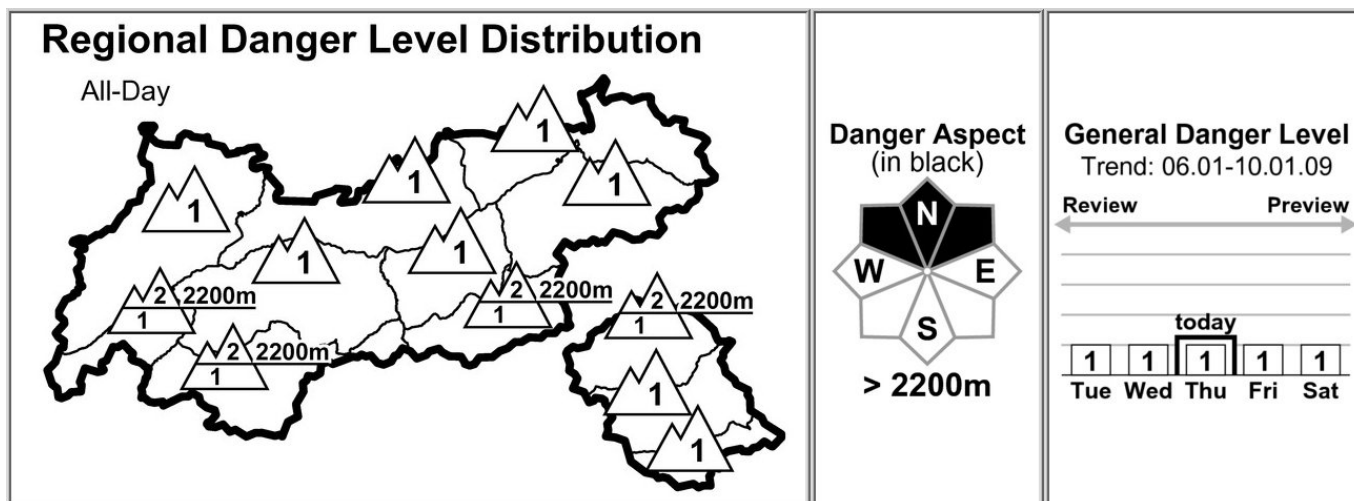 Regional Danger Level Distribution
All-Day
1
1
1
1
1
1
1
2 2200m
1
2 2200m
1
2 2200m
1
2 2200m
1
1
1
Danger Aspect
(in black)
N
W E
S
> 2200m
General Danger Level
Trend: 06.01-10.01.09
Review Preview
today
1 1 1 1 1
Tue Wed Thu Fri Sat